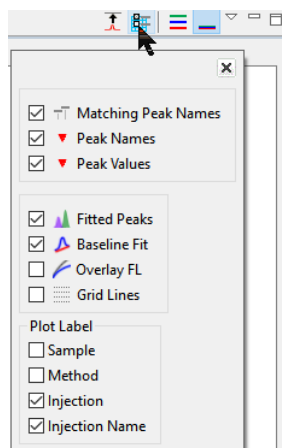 Matching Peak Names
Peak Names
Peak Values
Fitted Peaks
Baseline Fit
Overlay FL
Grid Lines
Plot Label
Sample
Method
Injection
Injection Name